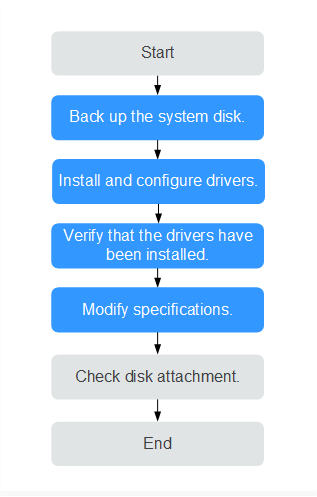 Start
Back up the system disk.
Install and configure drivers.
Verify that the drivers have
been installed.
Modify specifications.
Check disk attachment.
End